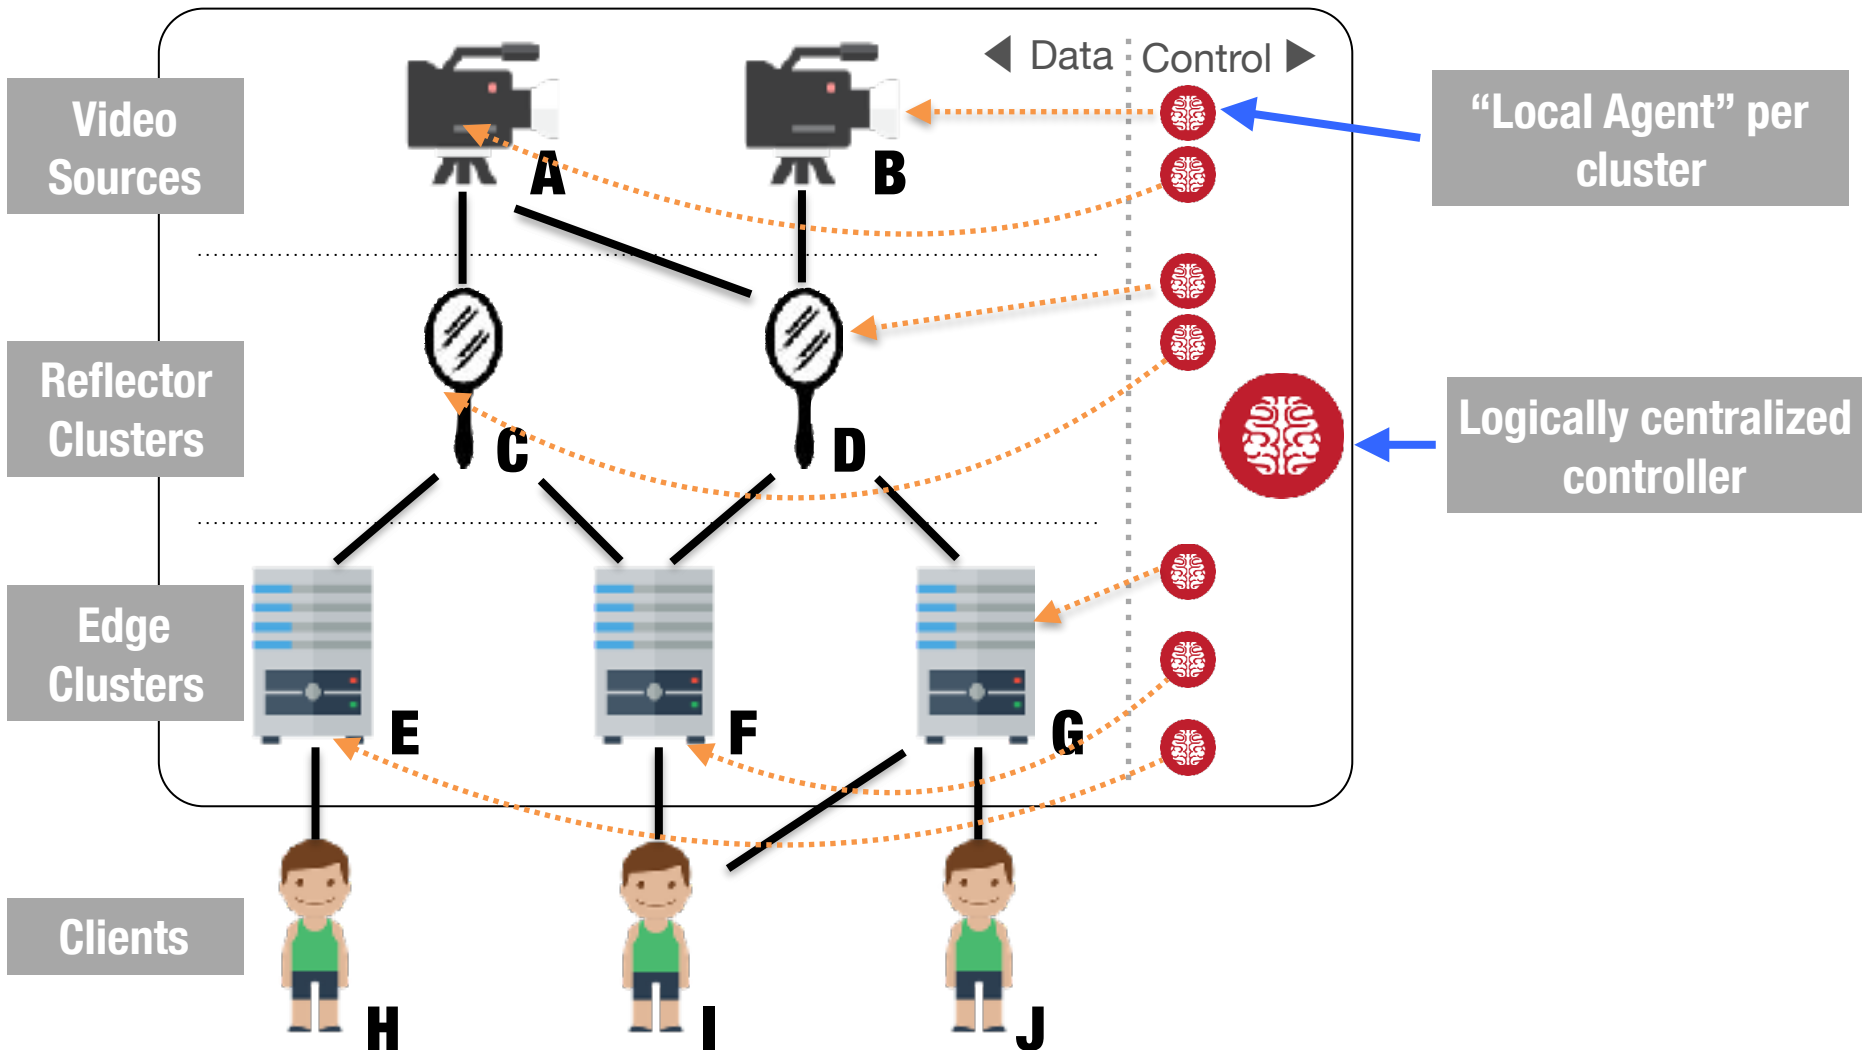 Data
Control
Video
Sources
“Local Agent” per
cluster
A
B
Reflector
Clusters
Logically centralized
controller
C
D
Edge
Clusters
E
F
G
Clients
H
I
J